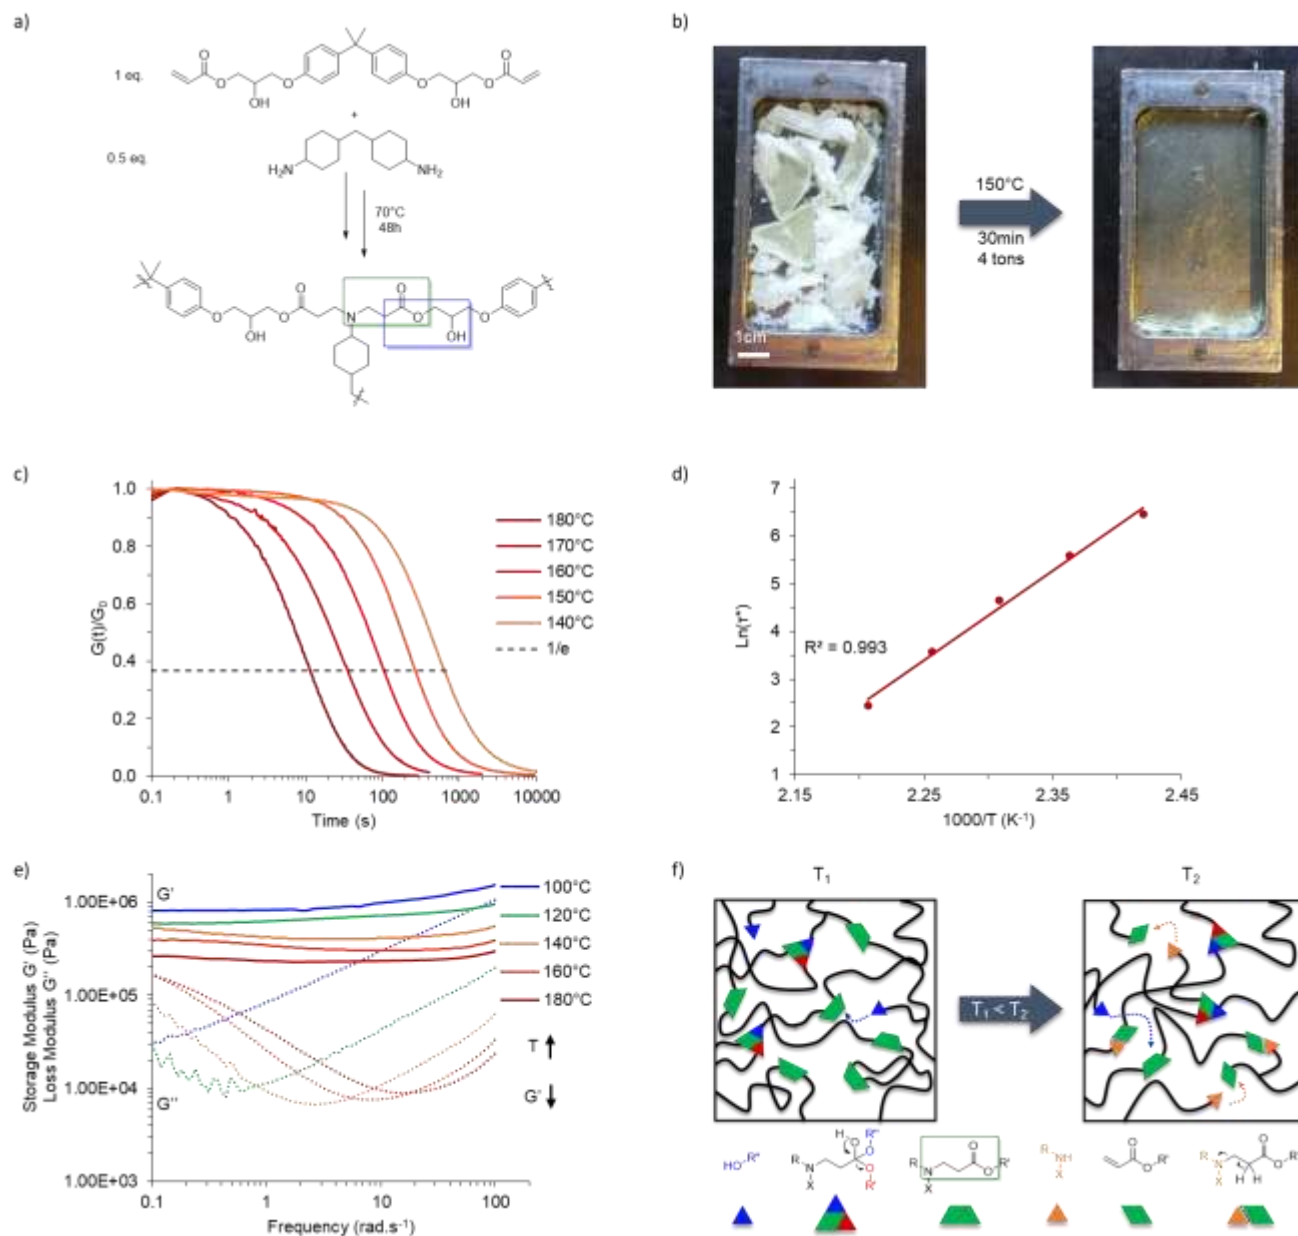 a)
1 eq.
O
O
OH
O
O
OH
O
O
+
0.5 eq.
H₂N
NH₂
70°C
48h
O
OH
O
O
N
O
O
OH
O
b)
1cm
150°C
30min
4 tons
c)
G(t)/G₀
1.0
0.8
0.6
0.4
0.2
0.0
0.1
1
10
100
1000
10000
Time (s)
180°C
170°C
160°C
150°C
140°C
1/e
d)
Ln(τ*)
7
6
5
4
3
2
1
R² = 0.993
2.15
2.25
2.35
2.45
1000/T (K⁻¹)
e)
Storage Modulus G' (Pa)
Loss Modulus G'' (Pa)
1.00E+06
1.00E+05
1.00E+04
1.00E+03
G'
G''
0.1
1
10
100
Frequency (rad.s⁻¹)
100°C
120°C
140°C
160°C
180°C
T
G'
f)
T₁
T₂
T₁ < T₂
HO R''
H O R'' O R N X O R'
R N X O O R'
R NH X
O O R'
R N X H H O O R'